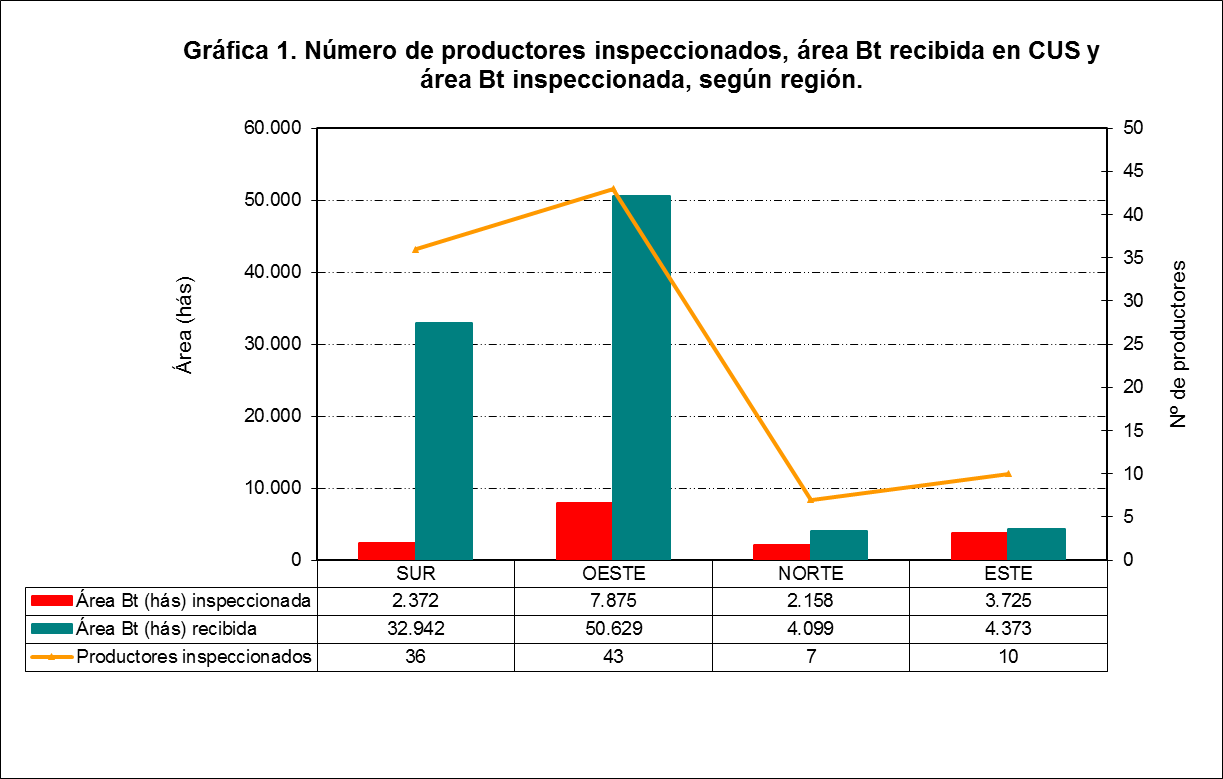 Gráfica 1. Número de productores inspeccionados, área Bt recibida en CUS y
área Bt inspeccionada, según región.
60.000
50.000
40.000
30.000
20.000
10.000
0
Área (hás)
50
45
40
35
30
25
20
15
10
5
0
Nº de productores
SUR OESTE NORTE ESTE
Área Bt (hás) inspeccionada 2.372 7.875 2.158 3.725
Área Bt (hás) recibida 32.942 50.629 4.099 4.373
Productores inspeccionados 36 43 7 10